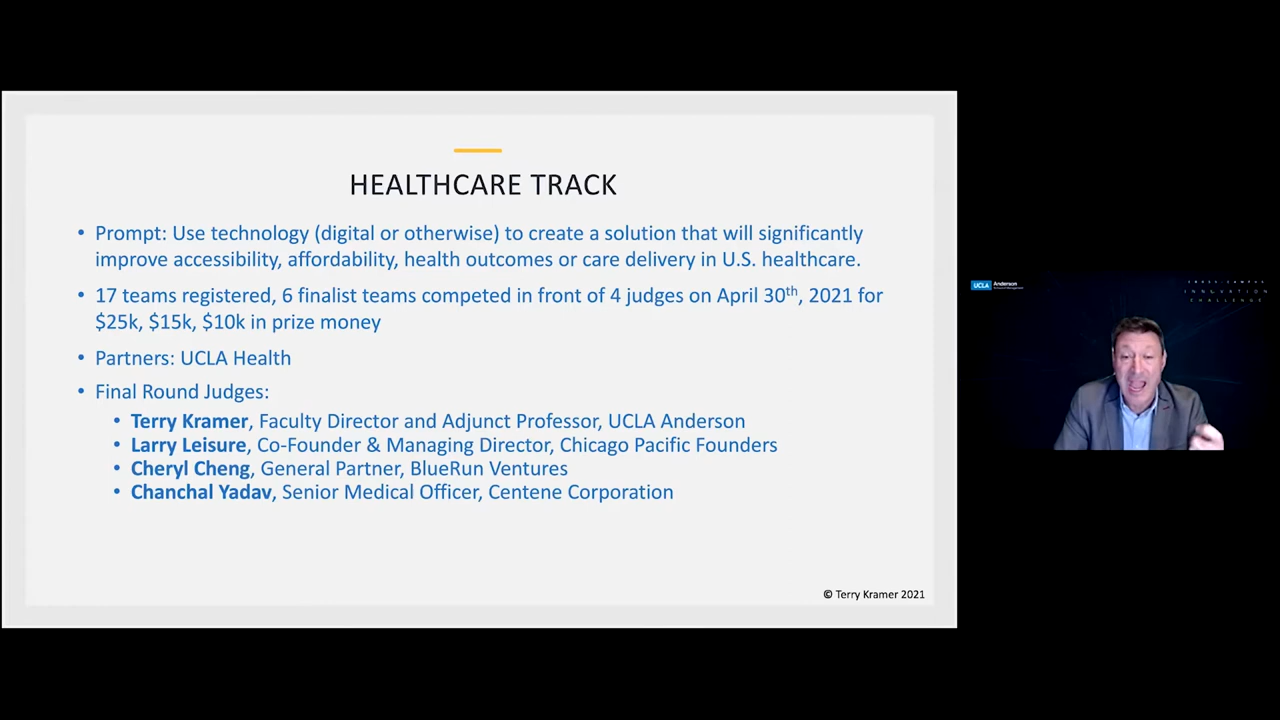 HEALTHCARE TRACK
• Prompt: Use technology (digital or otherwise) to create a solution that will significantly
improve accessibility, affordability, health outcomes or care delivery in U.S. healthcare.
• 17 teams registered, 6 finalist teams competed in front of 4 judges on April 30th, 2021 for
$25k, $15k, $10k in prize money
• Partners: UCLA Health
• Final Round Judges:
• Terry Kramer, Faculty Director and Adjunct Professor, UCLA Anderson
• Larry Leisure, Co-Founder & Managing Director, Chicago Pacific Founders
• Cheryl Cheng, General Partner, BlueRun Ventures
• Chanchal Yadav, Senior Medical Officer, Centene Corporation
© Terry Kramer 2021
UCLA Anderson
INNOVATION
CHALLENGE